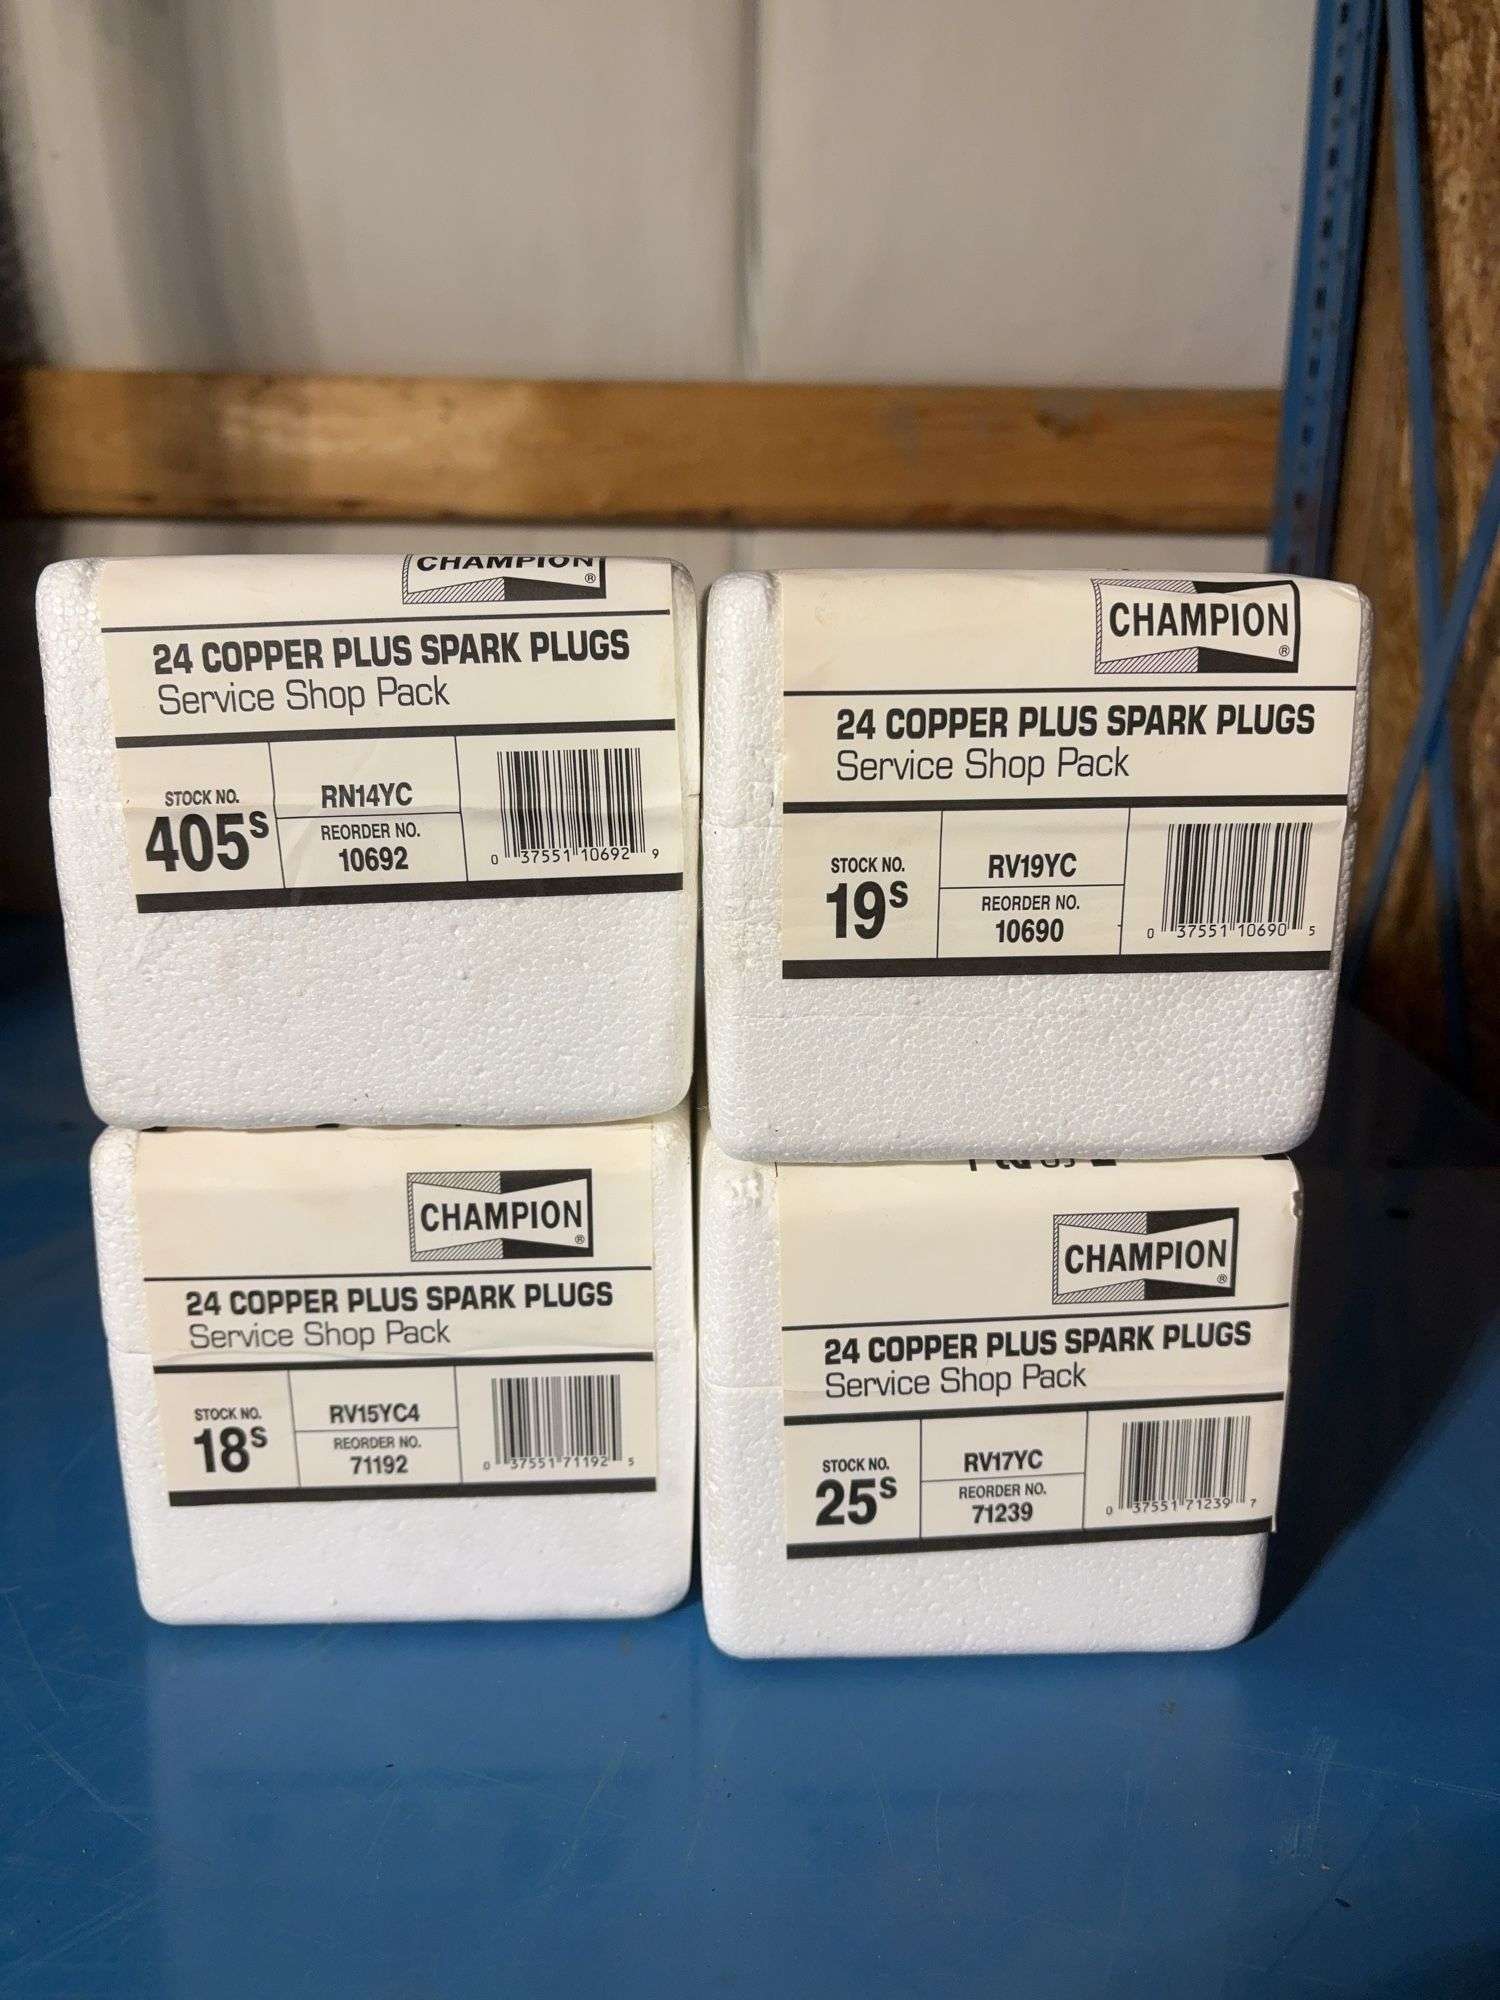 CHAMPION
®
24 COPPER PLUS SPARK PLUGS
Service Shop Pack
STOCK NO.
405S
RN14YC
REORDER NO.
10692
0 37551 10692 9
CHAMPION
®
24 COPPER PLUS SPARK PLUGS
Service Shop Pack
STOCK NO.
19S
RV19YC
REORDER NO.
10690
0 37551 10690 5
CHAMPION
®
24 COPPER PLUS SPARK PLUGS
Service Shop Pack
STOCK NO.
18S
RV15YC4
REORDER NO.
71192
0 37551 71192 5
CHAMPION
®
24 COPPER PLUS SPARK PLUGS
Service Shop Pack
STOCK NO.
25S
RV17YC
REORDER NO.
71239
0 37551 71239 7